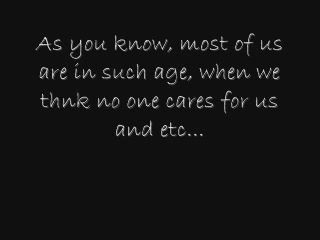 As you know, most of us
are in such age, when we
thnk no one cares for us
and etc...